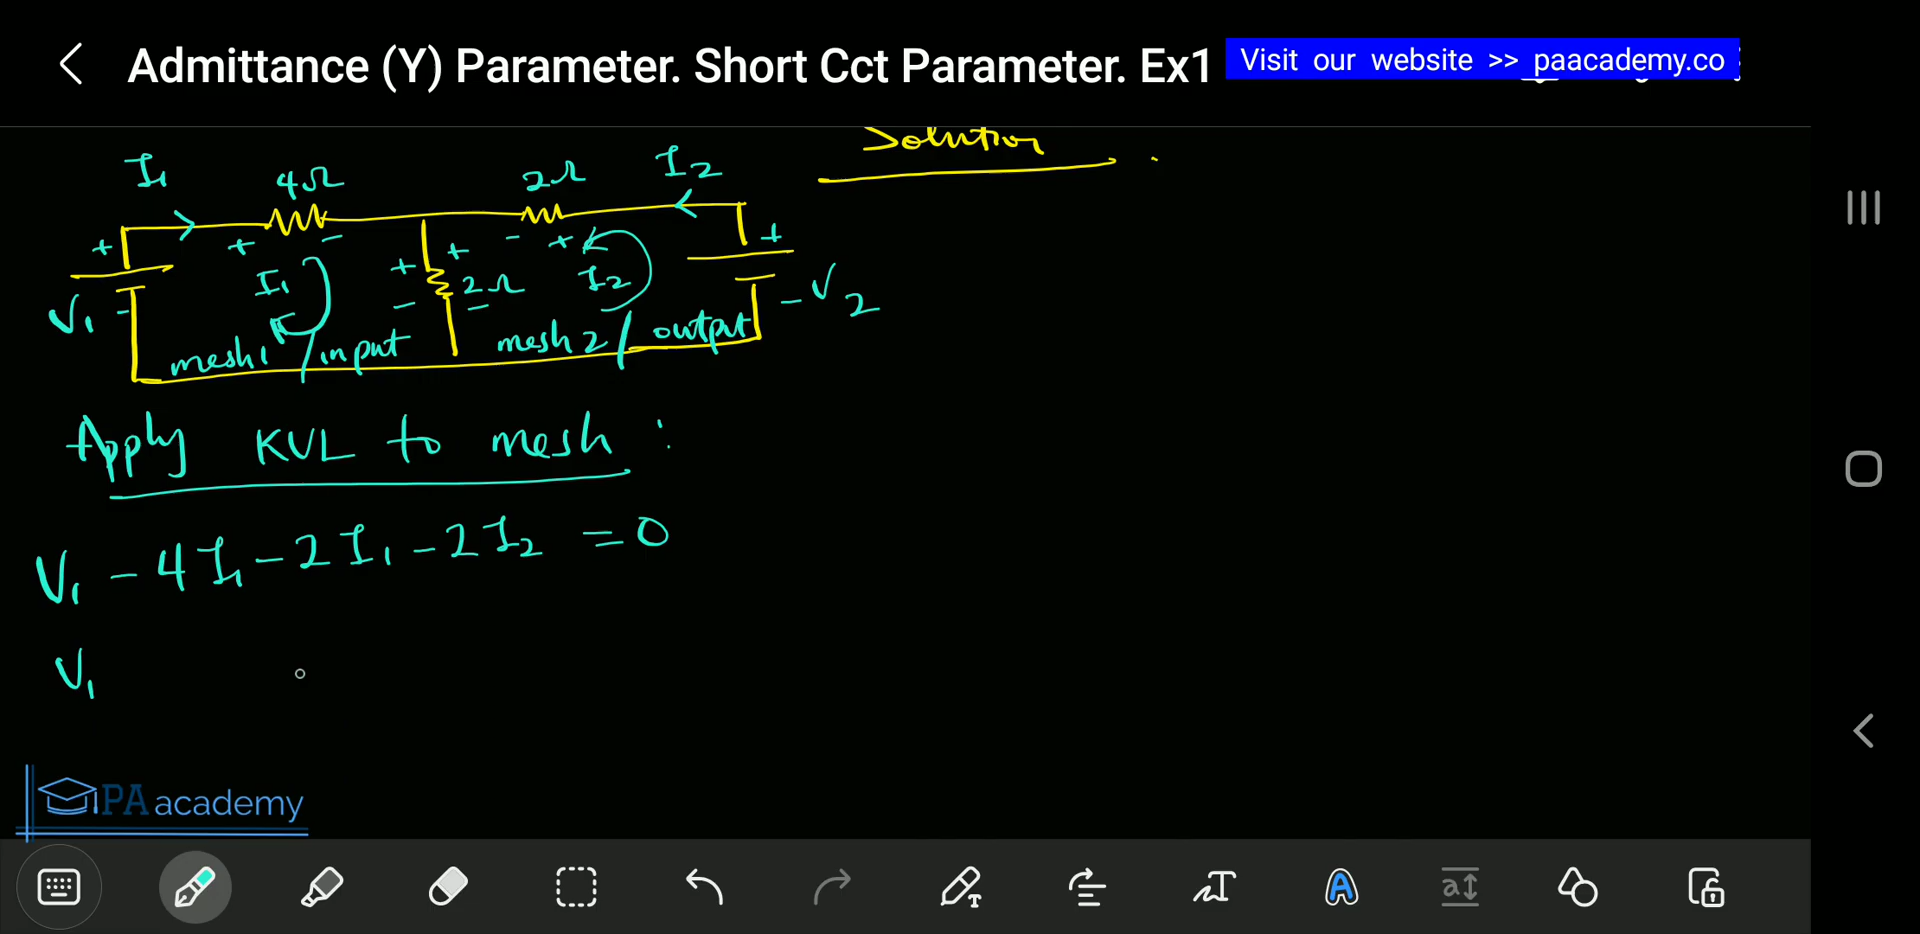 Admittance (Y) Parameter. Short Cct Parameter. Ex1
Visit our website >> paacademy.co
Solution
I₁ 4Ω 2Ω I₂
+ + - - + +
I₁ + + 2Ω I₂
V₁ - - - - V₂
mesh1/input mesh2/output
Apply KVL to mesh :
V₁ - 4I₁ - 2I₁ - 2I₂ = 0
V₁
PA academy